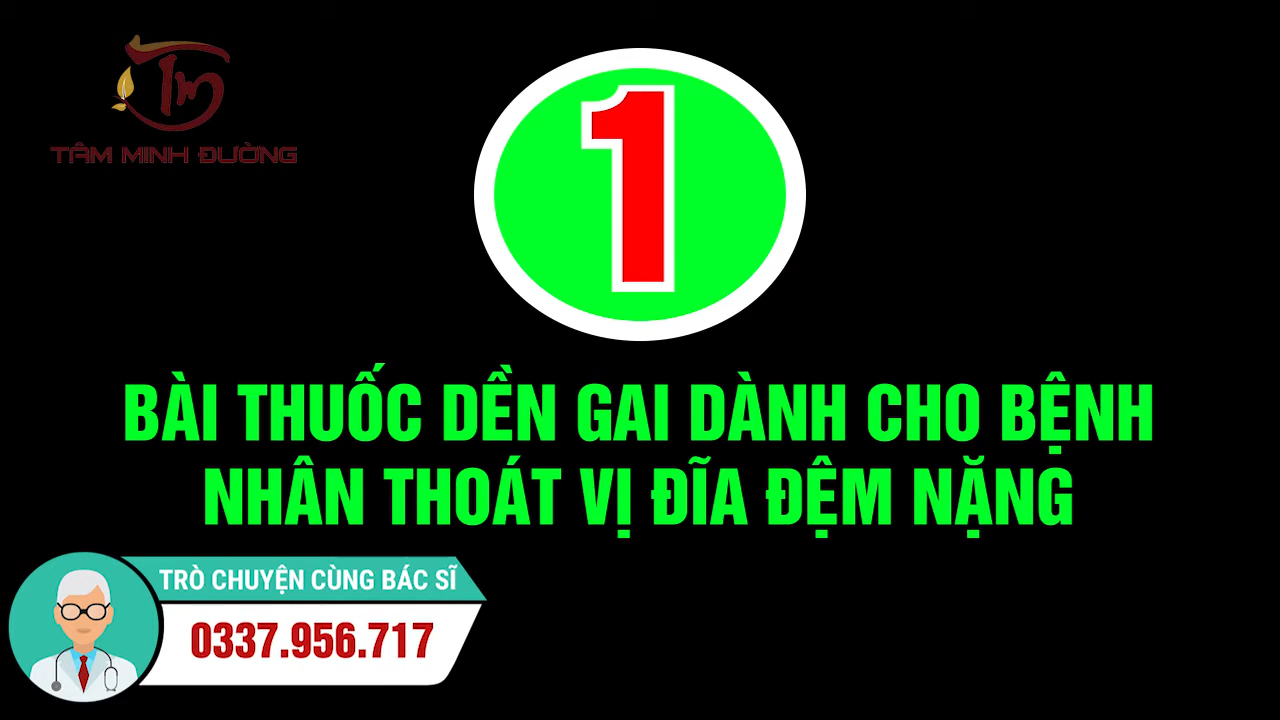 TM
TÂM MINH ĐƯỜNG
1
BÀI THUỐC DỀN GAI DÀNH CHO BỆNH
NHÂN THOÁT VỊ ĐĨA ĐỆM NẶNG
TRÒ CHUYỆN CÙNG BÁC SĨ
0337.956.717